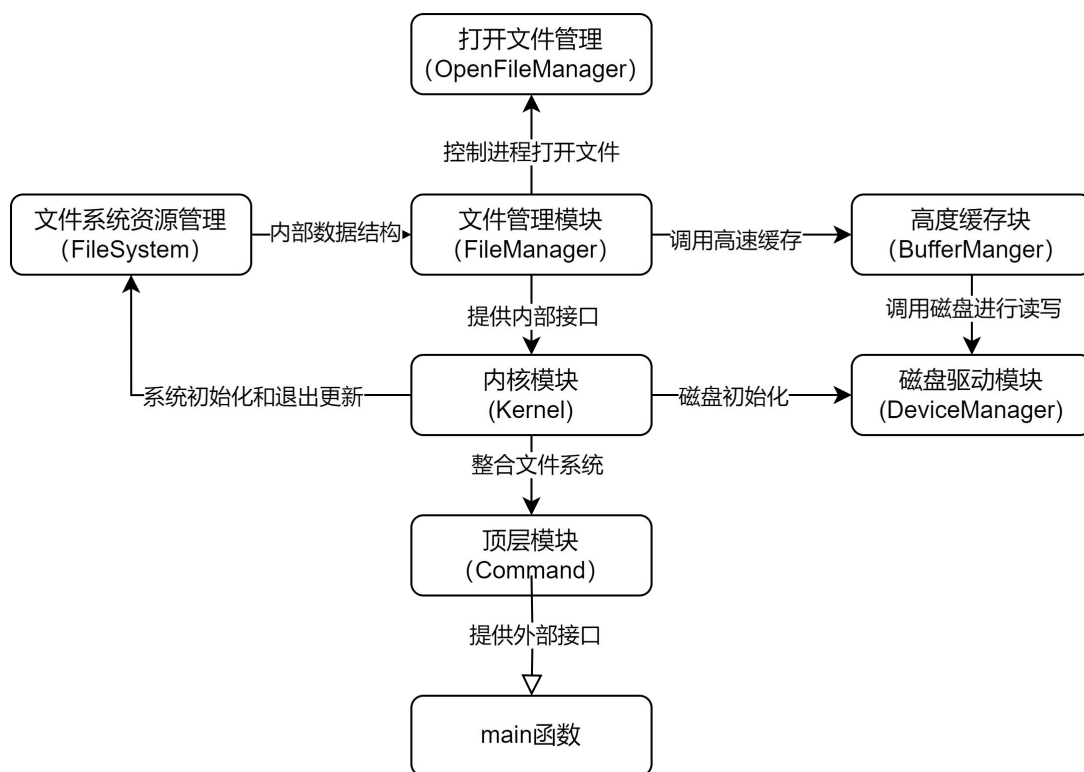 打开文件管理
（OpenFileManager）
控制进程打开文件
文件系统资源管理
(FileSystem)
内部数据结构
文件管理模块
(FileManager)
调用高速缓存
高度缓存块
(BufferManger)
提供内部接口
调用磁盘进行读写
系统初始化和退出更新
内核模块
(Kernel)
磁盘初始化
磁盘驱动模块
(DeviceManager)
整合文件系统
顶层模块
（Command）
提供外部接口
main函数